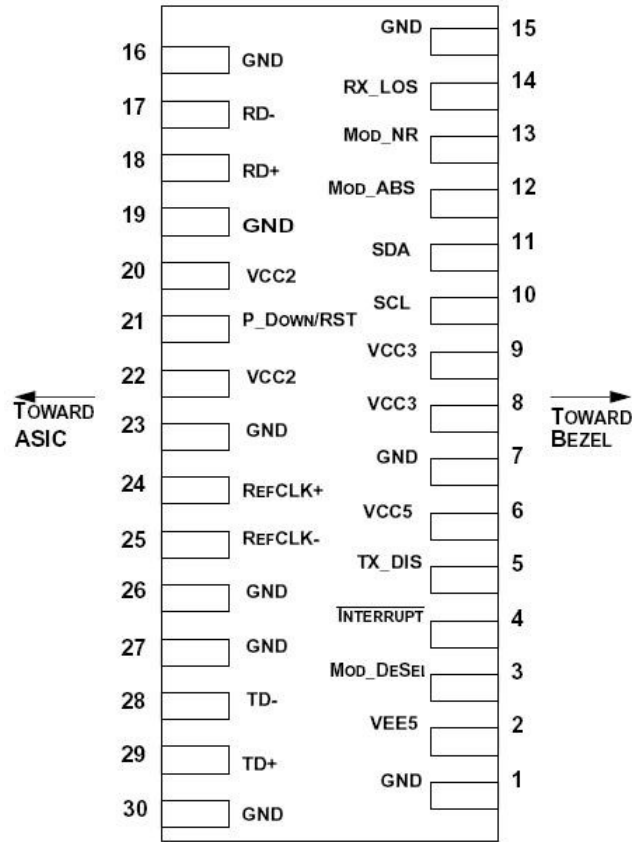 GND 15
16 GND
RX_LOS 14
17 RD-
MOD_NR 13
18 RD+
MOD_ABS 12
19 GND
SDA 11
20 VCC2
SCL 10
21 P_DOWN/RST
VCC3 9
22 VCC2
VCC3 8
TOWARD ASIC
TOWARD BEZEL
23 GND
GND 7
24 REFCLK+
VCC5 6
25 REFCLK-
TX_DIS 5
26 GND
INTERRUPT 4
27 GND
MOD_DESEL 3
28 TD-
VEE5 2
29 TD+
GND 1
30 GND